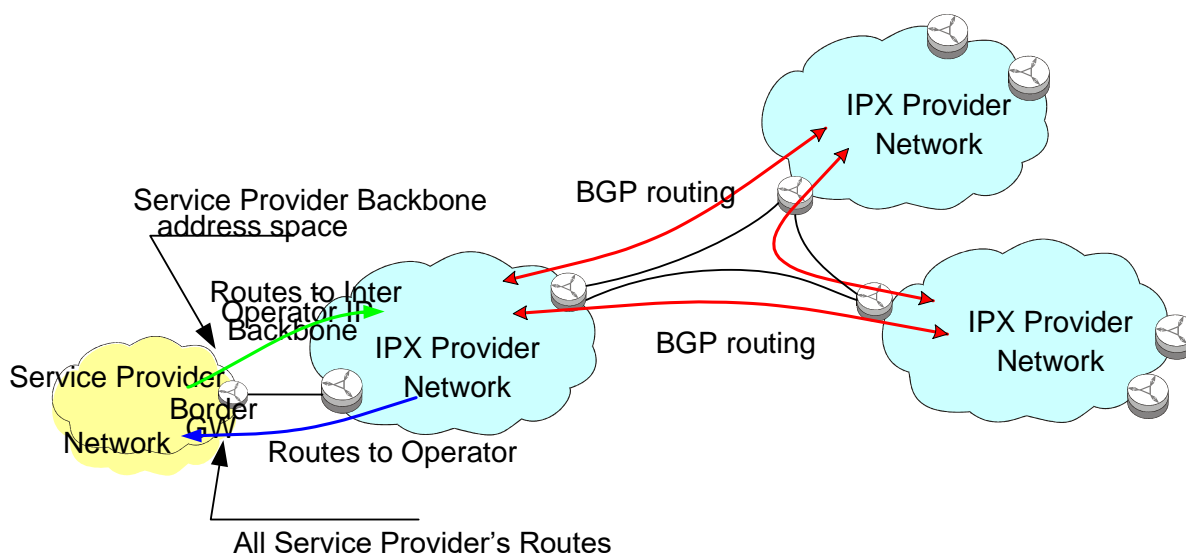 IPX Provider
Network
BGP routing
Service Provider Backbone
address space
Routes to Inter
Operator IP
Backbone
IPX Provider
Network
BGP routing
IPX Provider
Network
Service Provider
Network
Border
GW
Routes to Operator
All Service Provider’s Routes